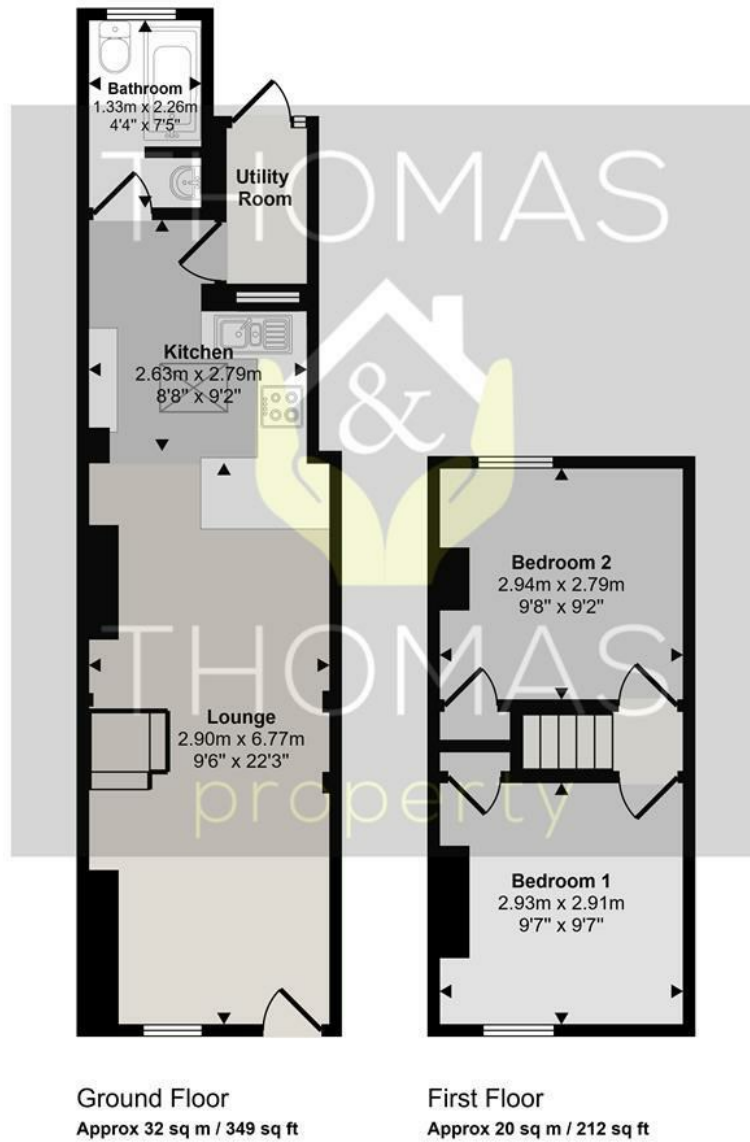 Bathroom
1.33m x 2.26m
4'4" x 7'5"
THOMAS
Utility
Room
Kitchen
2.63m x 2.79m
8'8" x 9'2"
&
Bedroom 2
2.94m x 2.79m
9'8" x 9'2"
THOMAS
Lounge
2.90m x 6.77m
9'6" x 22'3"
property
Bedroom 1
2.93m x 2.91m
9'7" x 9'7"
Ground Floor
Approx 32 sq m / 349 sq ft
First Floor
Approx 20 sq m / 212 sq ft